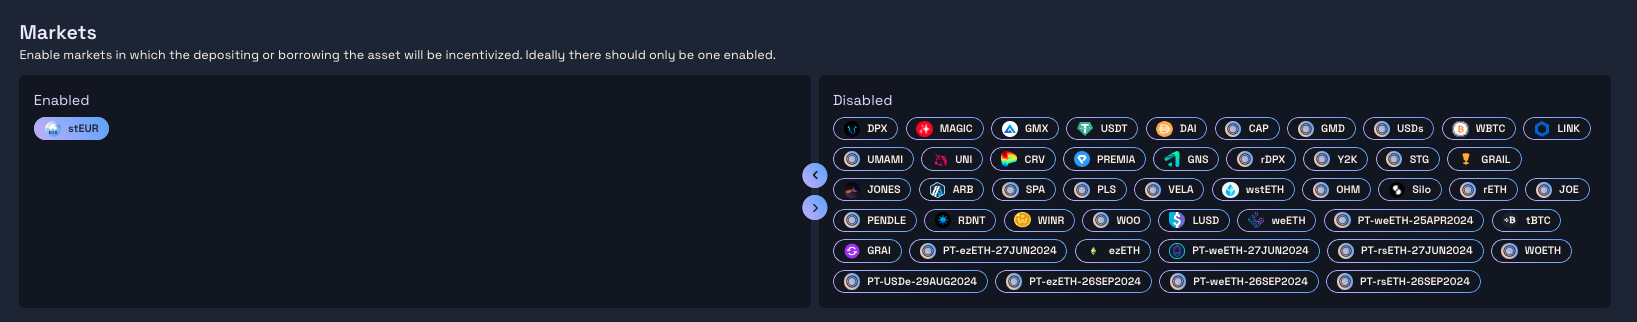 Markets
Enable markets in which the depositing or borrowing the asset will be incentivized. Ideally there should only be one enabled.
Enabled
stEUR
Disabled
DPX MAGIC GMX USDT DAI CAP GMD USDs WBTC LINK
UMAMI UNI CRV PREMIA GNS rDPX Y2K STG GRAIL
JONES ARB SPA PLS VELA wstETH OHM Silo rETH JOE
PENDLE RDNT WINR WOO LUSD weETH PT-weETH-25APR2024 tBTC
GRAI PT-ezETH-27JUN2024 ezETH PT-weETH-27JUN2024 PT-rsETH-27JUN2024 WOETH
PT-USDe-29AUG2024 PT-ezETH-26SEP2024 PT-weETH-26SEP2024 PT-rsETH-26SEP2024